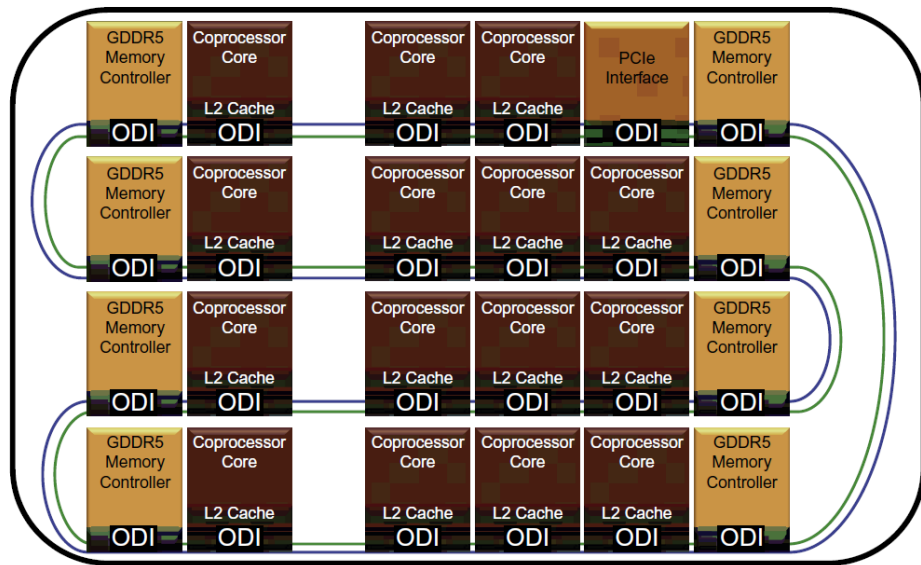 GDDR5
Memory
Controller
ODI
Coprocessor
Core
L2 Cache
ODI
Coprocessor
Core
L2 Cache
ODI
Coprocessor
Core
L2 Cache
ODI
PCIe
Interface
ODI
GDDR5
Memory
Controller
ODI
GDDR5
Memory
Controller
ODI
Coprocessor
Core
L2 Cache
ODI
Coprocessor
Core
L2 Cache
ODI
Coprocessor
Core
L2 Cache
ODI
Coprocessor
Core
L2 Cache
ODI
GDDR5
Memory
Controller
ODI
GDDR5
Memory
Controller
ODI
Coprocessor
Core
L2 Cache
ODI
Coprocessor
Core
L2 Cache
ODI
Coprocessor
Core
L2 Cache
ODI
Coprocessor
Core
L2 Cache
ODI
GDDR5
Memory
Controller
ODI
GDDR5
Memory
Controller
ODI
Coprocessor
Core
L2 Cache
ODI
Coprocessor
Core
L2 Cache
ODI
Coprocessor
Core
L2 Cache
ODI
Coprocessor
Core
L2 Cache
ODI
GDDR5
Memory
Controller
ODI